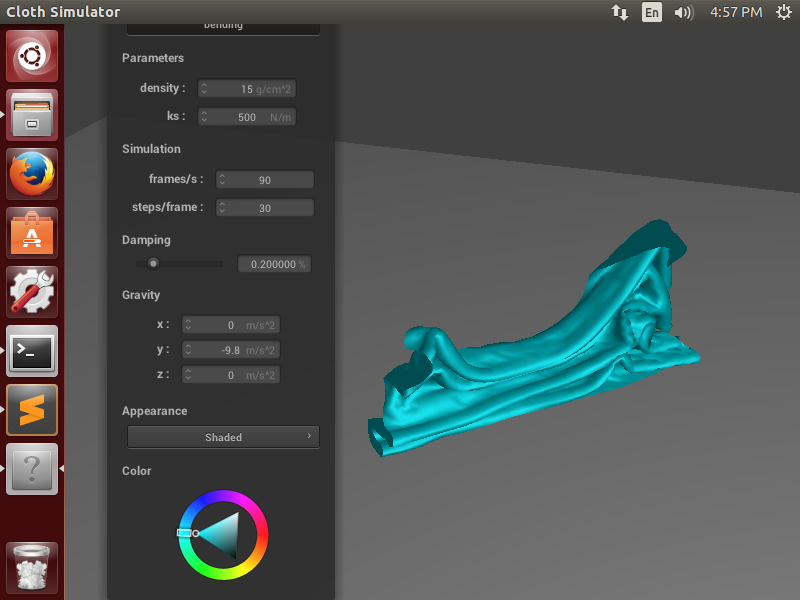 Cloth Simulator
En
4:57 PM
bending
Parameters
density : 15 g/cm^2
ks : 500 N/m
Simulation
frames/s : 90
steps/frame : 30
Damping
0.200000 %
Gravity
x : 0 m/s^2
y : -9.8 m/s^2
z : 0 m/s^2
Appearance
Shaded
Color